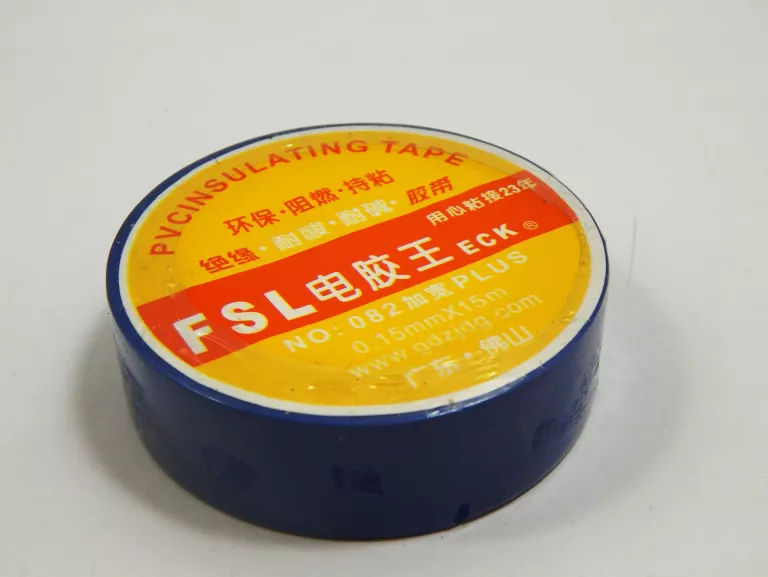 PVCINSULATING TAPE
环保·阻燃·持粘
绝缘·耐酸·耐碱·胶带
用心粘接23年
FSL电胶王ECK®
NO:082加宽PLUS
0.15mmX15m
www.gdzing.com
广东·佛山